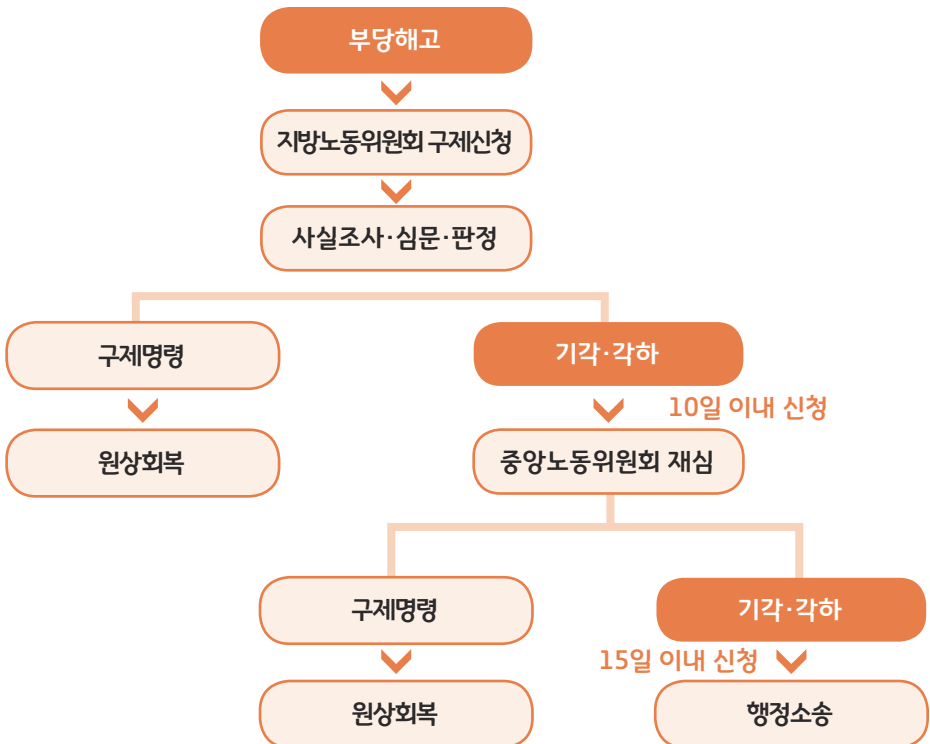 부당해고
지방노동위원회 구제신청
사실조사·심문·판정
구제명령
기각·각하
10일 이내 신청
원상회복
중앙노동위원회 재심
구제명령
기각·각하
15일 이내 신청
원상회복
행정소송